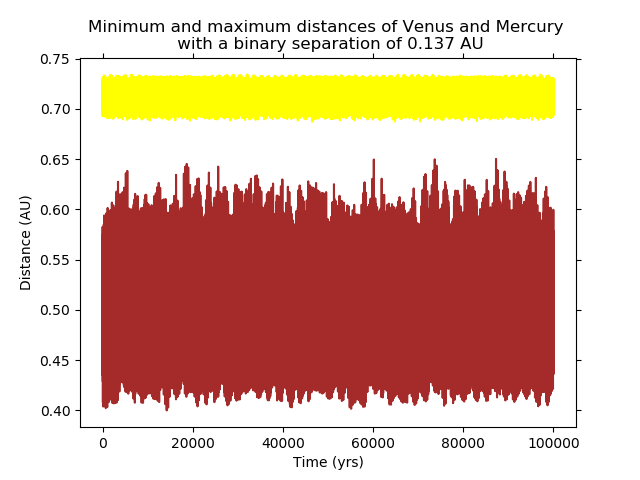 Minimum and maximum distances of Venus and Mercury
with a binary separation of 0.137 AU
0.75
0.70
0.65
0.60
0.55
0.50
0.45
0.40
Distance (AU)
0 20000 40000 60000 80000 100000
Time (yrs)